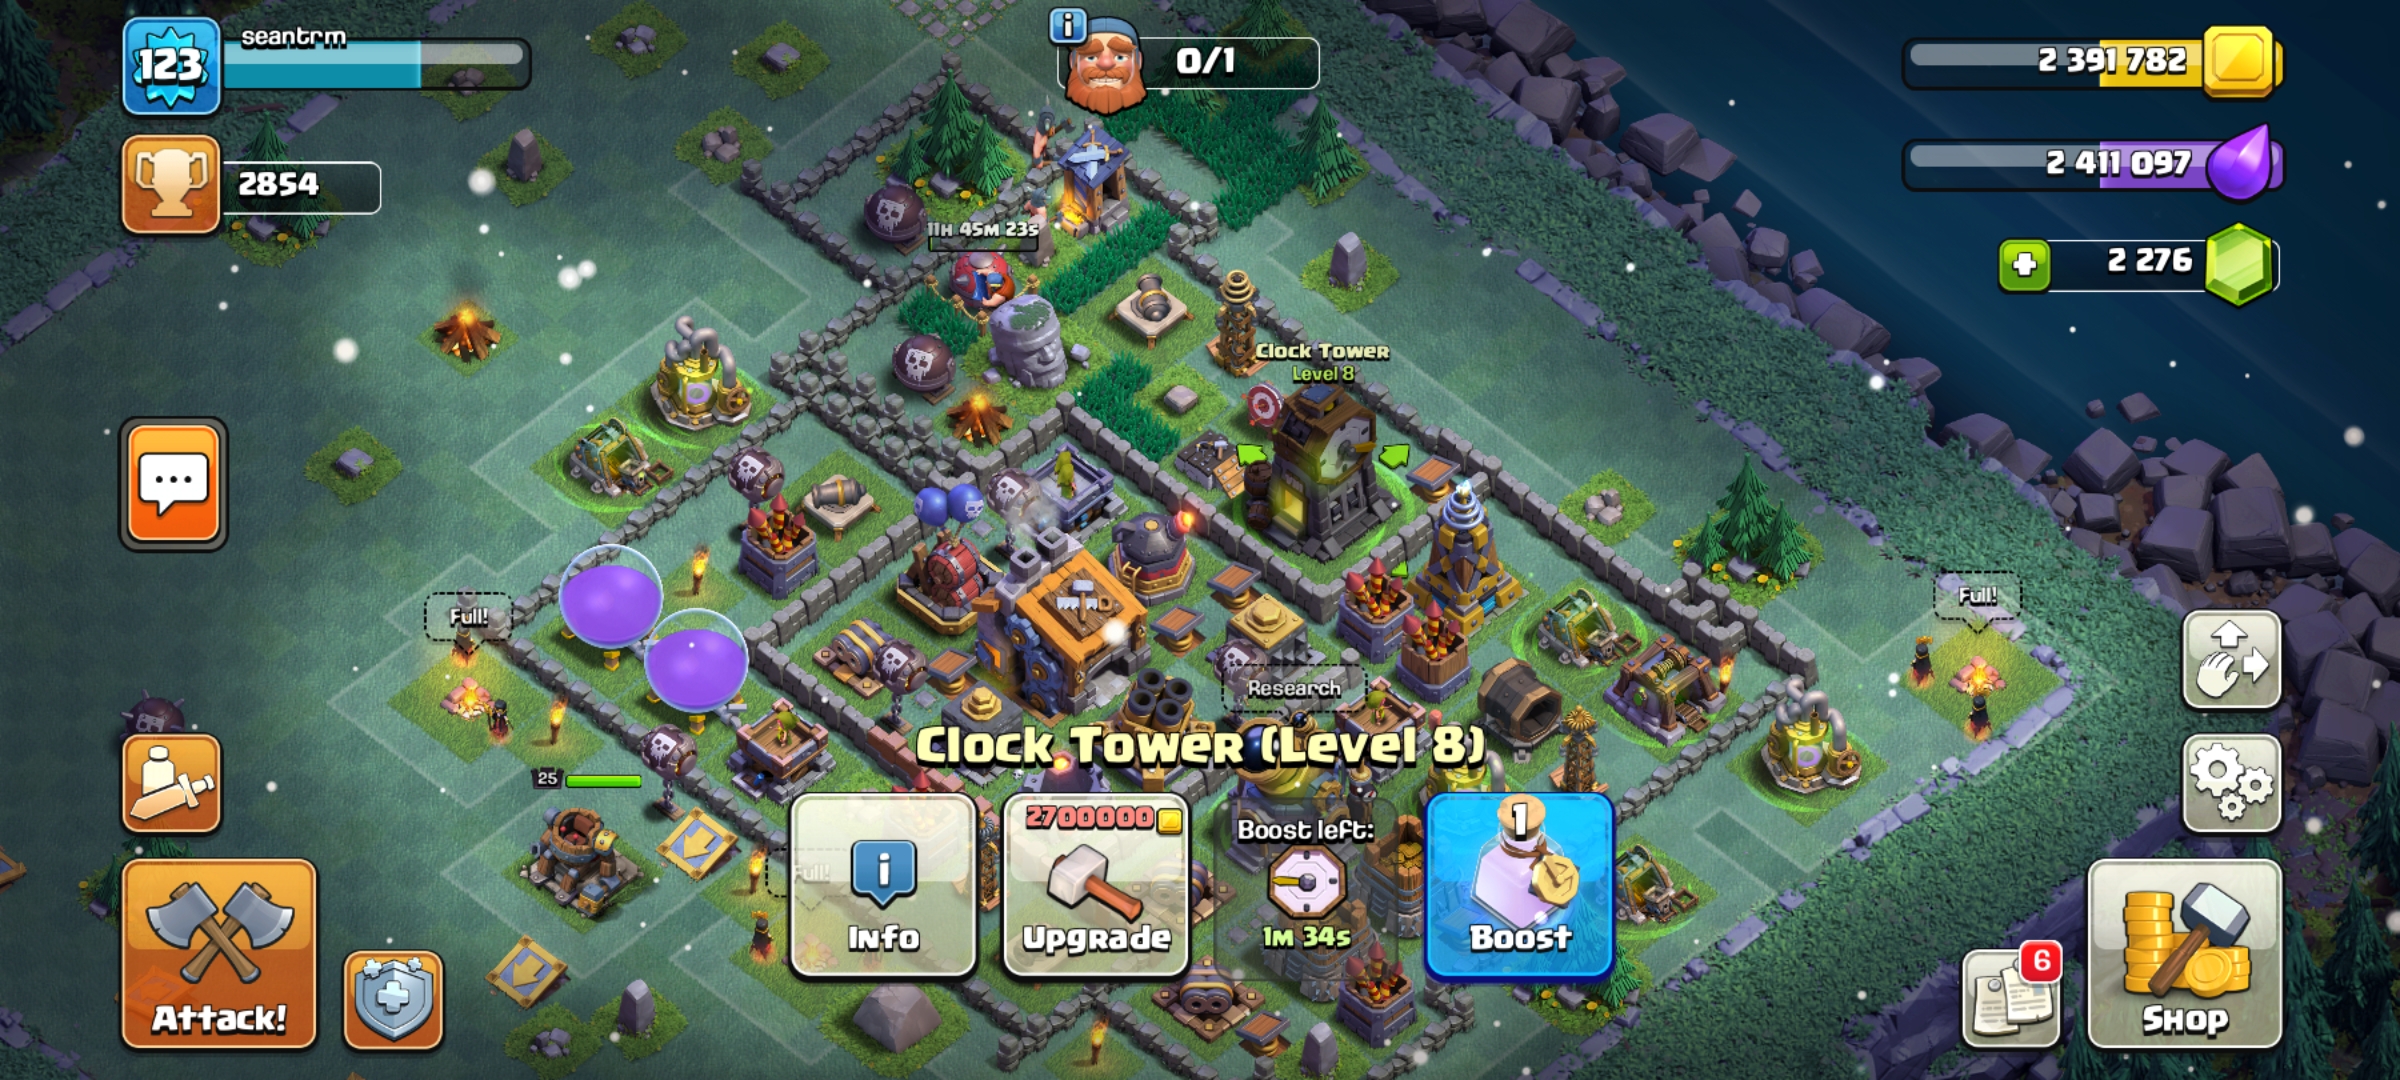 123
seantrm
0/1
2 391 782
2854
2 411 097
11H 45M 23s
2 276
Clock Tower
Level 8
Full!
Full!
Research
Clock Tower (Level 8)
25
Full!
2700000
Info
Upgrade
Boost left:
1M 34s
1
Boost
Attack!
6
Shop